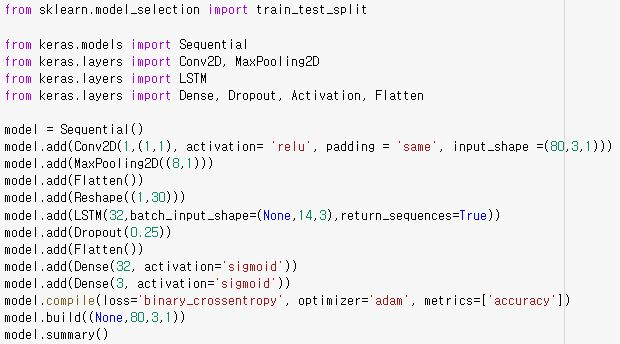 from sklearn.model_selection import train_test_split
from keras.models import Sequential
from keras.layers import Conv2D, MaxPooling2D
from keras.layers import LSTM
from keras.layers import Dense, Dropout, Activation, Flatten
model = Sequential()
model.add(Conv2D(1,(1,1), activation= 'relu', padding = 'same', input_shape =(80,3,1)))
model.add(MaxPooling2D((8,1)))
model.add(Flatten())
model.add(Reshape((1,30)))
model.add(LSTM(32,batch_input_shape=(None,14,3),return_sequences=True))
model.add(Dropout(0.25))
model.add(Flatten())
model.add(Dense(32, activation='sigmoid'))
model.add(Dense(3, activation='sigmoid'))
model.compile(loss='binary_crossentropy', optimizer='adam', metrics=['accuracy'])
model.build((None,80,3,1))
model.summary()